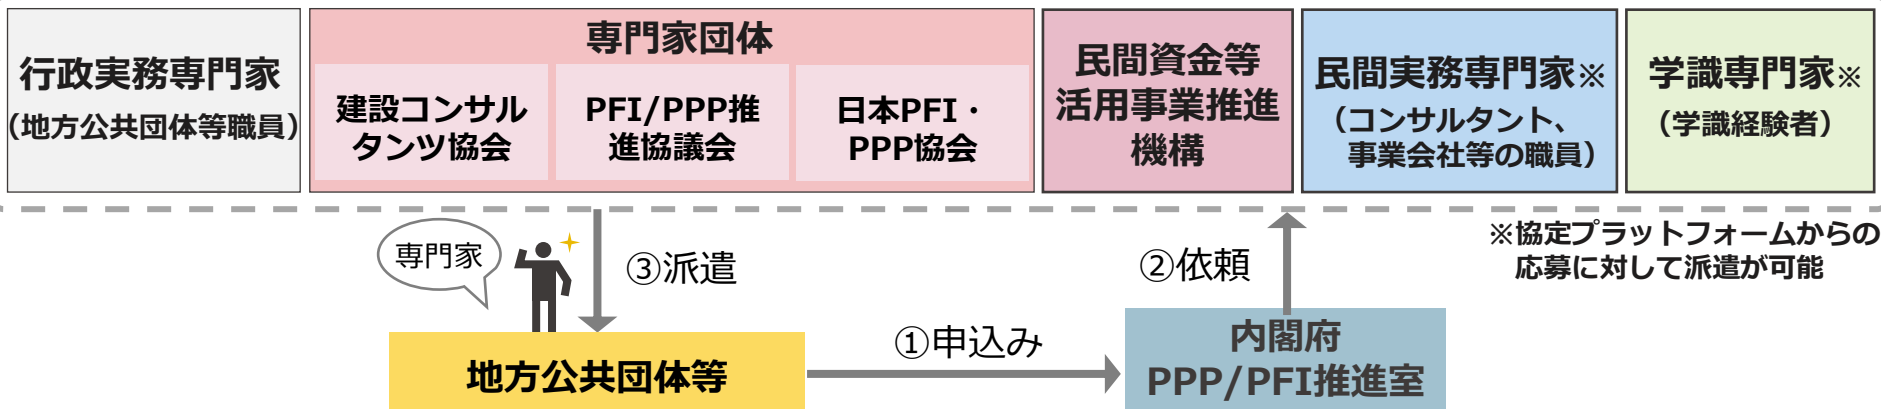 行政実務専門家
（地方公共団体等職員）
専門家団体
建設コンサル
タンツ協会
PFI/PPP推
進協議会
日本PFI・
PPP協会
民間資金等
活用事業推進
機構
民間実務専門家※
（コンサルタント、
事業会社等の職員）
学識専門家※
（学識経験者）
※協定プラットフォームからの
応募に対して派遣が可能
専門家
③派遣
②依頼
①申込み
地方公共団体等
内閣府
PPP/PFI推進室